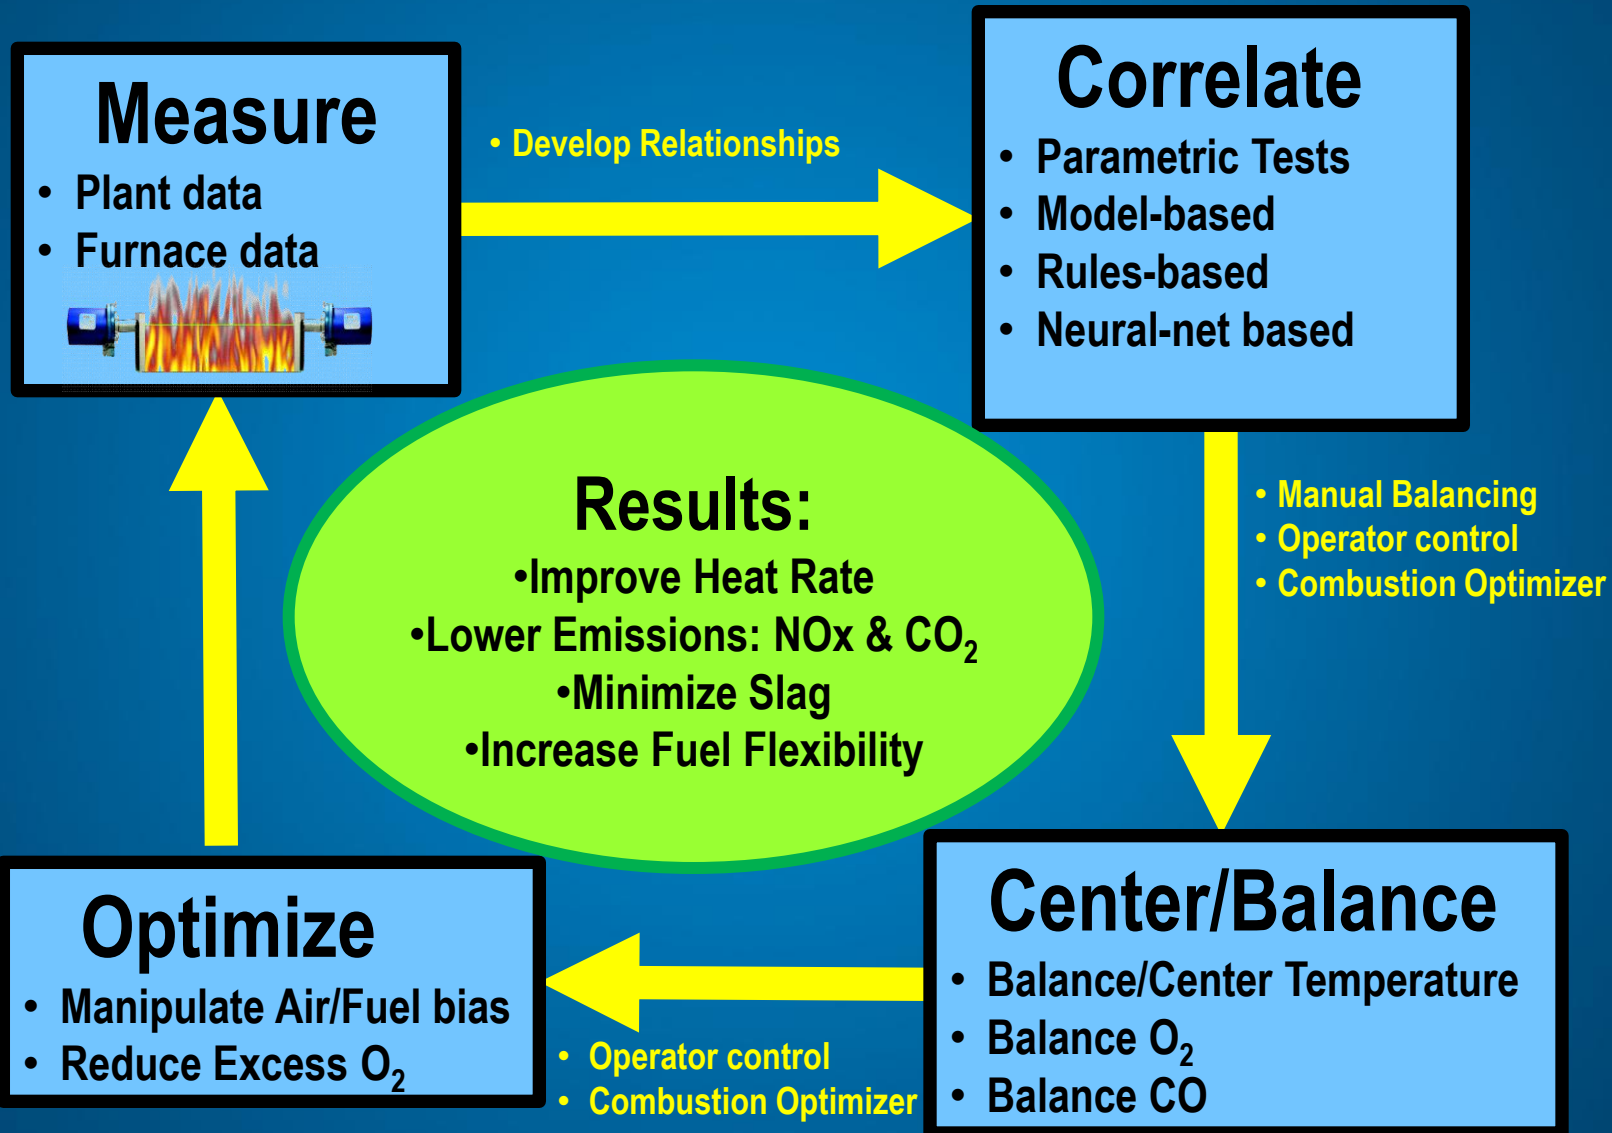 Measure
• Plant data
• Furnace data
• Develop Relationships
Correlate
• Parametric Tests
• Model-based
• Rules-based
• Neural-net based
• Manual Balancing
• Operator control
• Combustion Optimizer
Results:
•Improve Heat Rate
•Lower Emissions: NOx & CO₂
•Minimize Slag
•Increase Fuel Flexibility
Center/Balance
• Balance/Center Temperature
• Balance O₂
• Balance CO
• Operator control
• Combustion Optimizer
Optimize
• Manipulate Air/Fuel bias
• Reduce Excess O₂